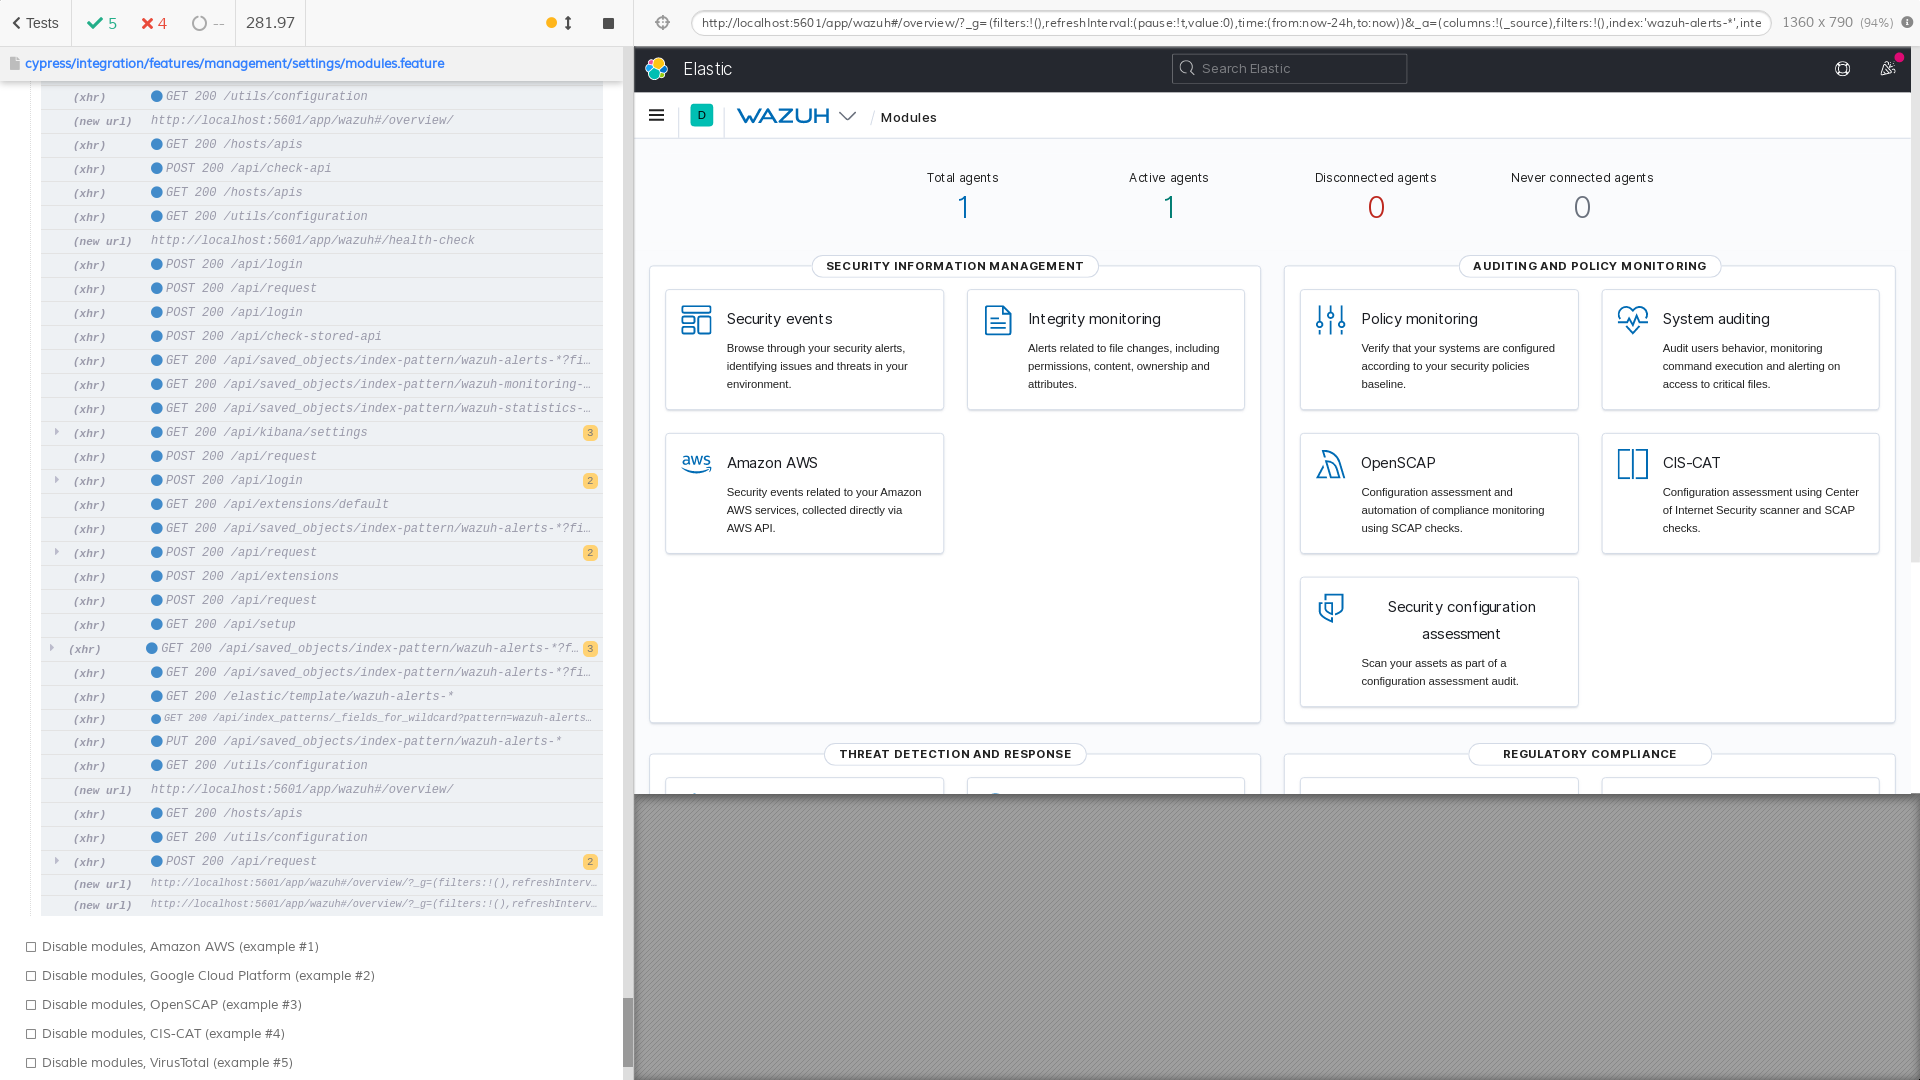 Tests
5
4
--
281.97
http://localhost:5601/app/wazuh#/overview/?_g=(filters:!(),refreshInterval:(pause:!t,value:0),time:(from:now-24h,to:now))&_a=(columns:!(_source),filters:!(),index:'wazuh-alerts-*',inte
1360 x 790 (94%)
cypress/integration/features/management/settings/modules.feature
(xhr) GET 200 /utils/configuration
(new url) http://localhost:5601/app/wazuh#/overview/
(xhr) GET 200 /hosts/apis
(xhr) POST 200 /api/check-api
(xhr) GET 200 /hosts/apis
(xhr) GET 200 /utils/configuration
(new url) http://localhost:5601/app/wazuh#/health-check
(xhr) POST 200 /api/login
(xhr) POST 200 /api/request
(xhr) POST 200 /api/login
(xhr) POST 200 /api/check-stored-api
(xhr) GET 200 /api/saved_objects/index-pattern/wazuh-alerts-*?fi…
(xhr) GET 200 /api/saved_objects/index-pattern/wazuh-monitoring-…
(xhr) GET 200 /api/saved_objects/index-pattern/wazuh-statistics-…
(xhr) GET 200 /api/kibana/settings 3
(xhr) POST 200 /api/request
(xhr) POST 200 /api/login 2
(xhr) GET 200 /api/extensions/default
(xhr) GET 200 /api/saved_objects/index-pattern/wazuh-alerts-*?fi…
(xhr) POST 200 /api/request 2
(xhr) POST 200 /api/extensions
(xhr) POST 200 /api/request
(xhr) GET 200 /api/setup
(xhr) GET 200 /api/saved_objects/index-pattern/wazuh-alerts-*?f… 3
(xhr) GET 200 /api/saved_objects/index-pattern/wazuh-alerts-*?fi…
(xhr) GET 200 /elastic/template/wazuh-alerts-*
(xhr) GET 200 /api/index_patterns/_fields_for_wildcard?pattern=wazuh-alerts…
(xhr) PUT 200 /api/saved_objects/index-pattern/wazuh-alerts-*
(xhr) GET 200 /utils/configuration
(new url) http://localhost:5601/app/wazuh#/overview/
(xhr) GET 200 /hosts/apis
(xhr) GET 200 /utils/configuration
(xhr) POST 200 /api/request 2
(new url) http://localhost:5601/app/wazuh#/overview/?_g=(filters:!(),refreshInterv…
(new url) http://localhost:5601/app/wazuh#/overview/?_g=(filters:!(),refreshInterv…
Disable modules, Amazon AWS (example #1)
Disable modules, Google Cloud Platform (example #2)
Disable modules, OpenSCAP (example #3)
Disable modules, CIS-CAT (example #4)
Disable modules, VirusTotal (example #5)
Elastic
Search Elastic
D
WAZUH
/ Modules
Total agents
1
Active agents
1
Disconnected agents
0
Never connected agents
0
SECURITY INFORMATION MANAGEMENT
Security events
Browse through your security alerts,
identifying issues and threats in your
environment.
Integrity monitoring
Alerts related to file changes, including
permissions, content, ownership and
attributes.
aws
Amazon AWS
Security events related to your Amazon
AWS services, collected directly via
AWS API.
AUDITING AND POLICY MONITORING
Policy monitoring
Verify that your systems are configured
according to your security policies
baseline.
System auditing
Audit users behavior, monitoring
command execution and alerting on
access to critical files.
OpenSCAP
Configuration assessment and
automation of compliance monitoring
using SCAP checks.
CIS-CAT
Configuration assessment using Center
of Internet Security scanner and SCAP
checks.
Security configuration
assessment
Scan your assets as part of a
configuration assessment audit.
THREAT DETECTION AND RESPONSE
REGULATORY COMPLIANCE